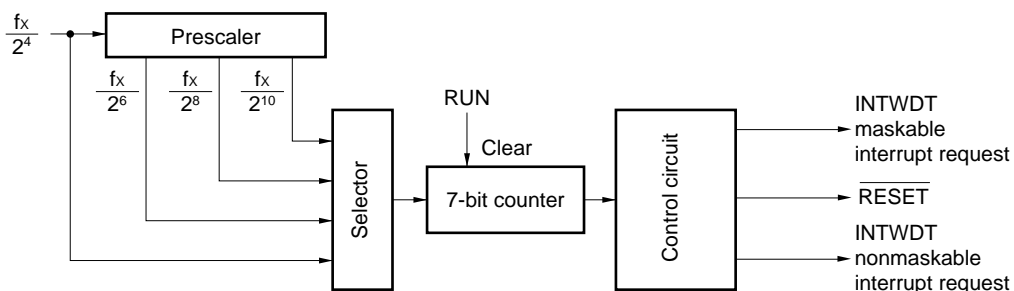 fX
2⁴
Prescaler
fX
2⁶
fX
2⁸
fX
2¹⁰
RUN
Clear
Selector
7-bit counter
Control circuit
INTWDT
maskable
interrupt request
RESET
INTWDT
nonmaskable
interrupt request